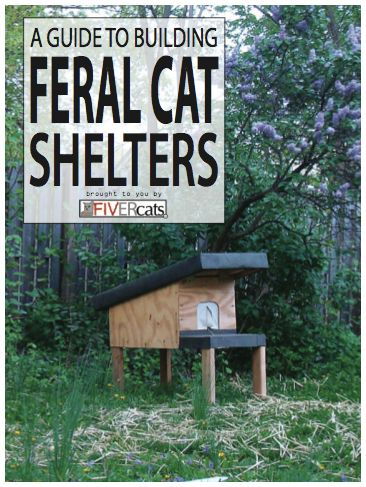 A GUIDE TO BUILDING
FERAL CAT
SHELTERS
brought to you by
FIVERcats